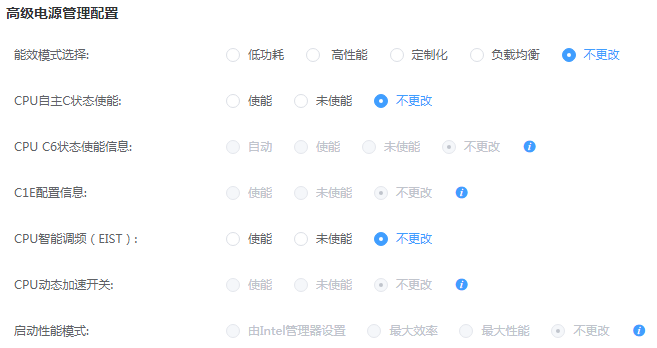 高级电源管理配置
能效模式选择: 低功耗 高性能 定制化 负载均衡 不更改
CPU自主C状态使能: 使能 未使能 不更改
CPU C6状态使能信息: 自动 使能 未使能 不更改 i
C1E配置信息: 使能 未使能 不更改 i
CPU智能调频（EIST）: 使能 未使能 不更改
CPU动态加速开关: 使能 未使能 不更改 i
启动性能模式: 由Intel管理器设置 最大效率 最大性能 不更改 i